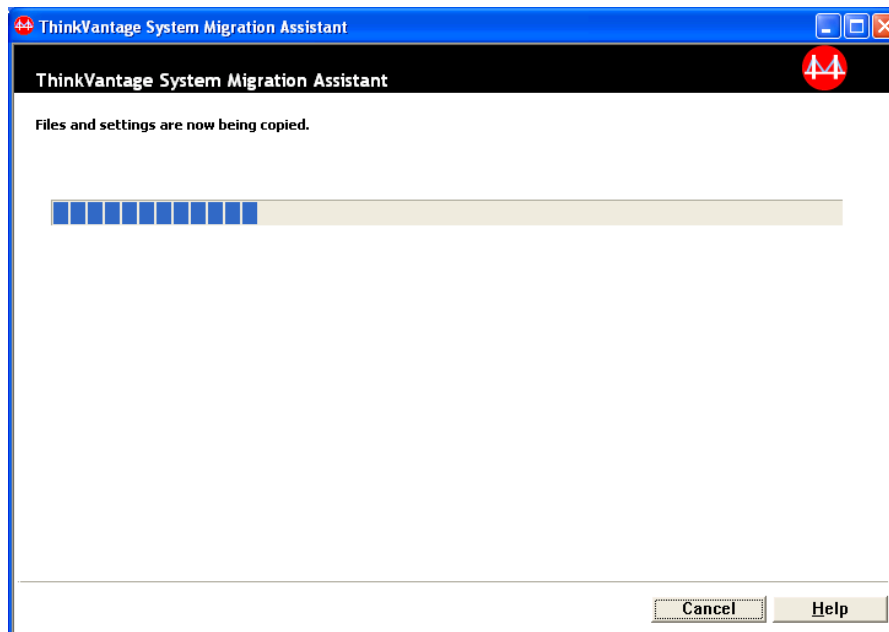 ThinkVantage System Migration Assistant
ThinkVantage System Migration Assistant
Files and settings are now being copied.
Cancel Help